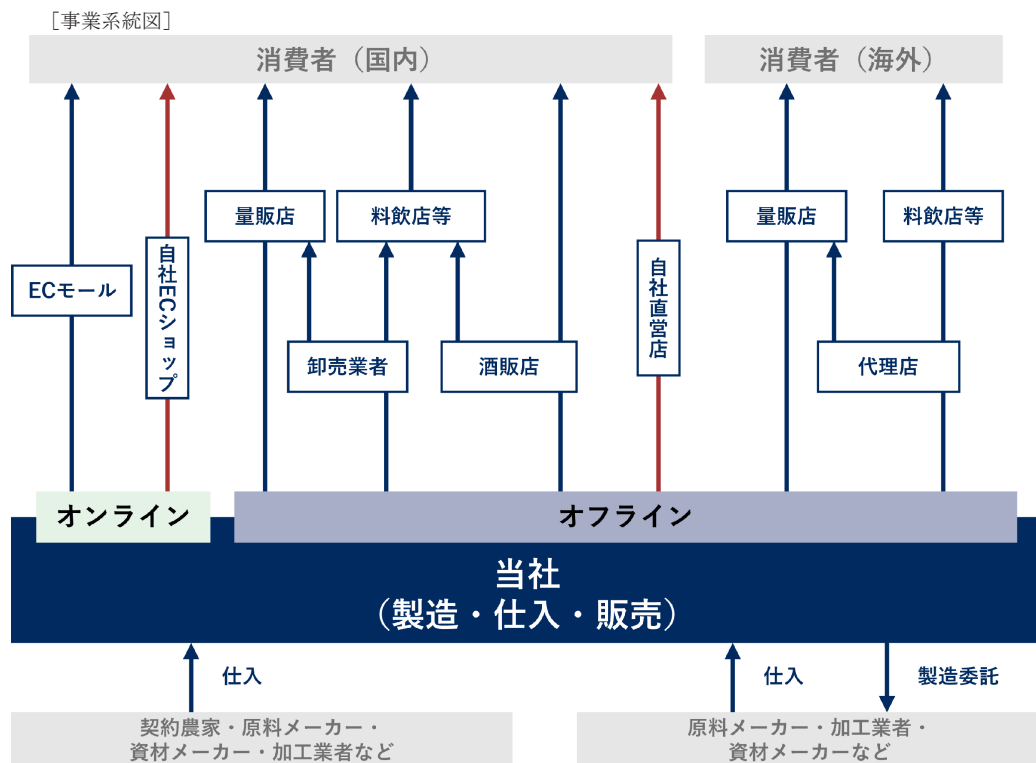 ［事業系統図］
消費者（国内）
消費者（海外）
量販店
料飲店等
量販店
料飲店等
ECモール
自社ECショップ
自社直営店
卸売業者
酒販店
代理店
オンライン
オフライン
当社
（製造・仕入・販売）
仕入
仕入
製造委託
契約農家・原料メーカー・
資材メーカー・加工業者など
原料メーカー・加工業者・
資材メーカーなど